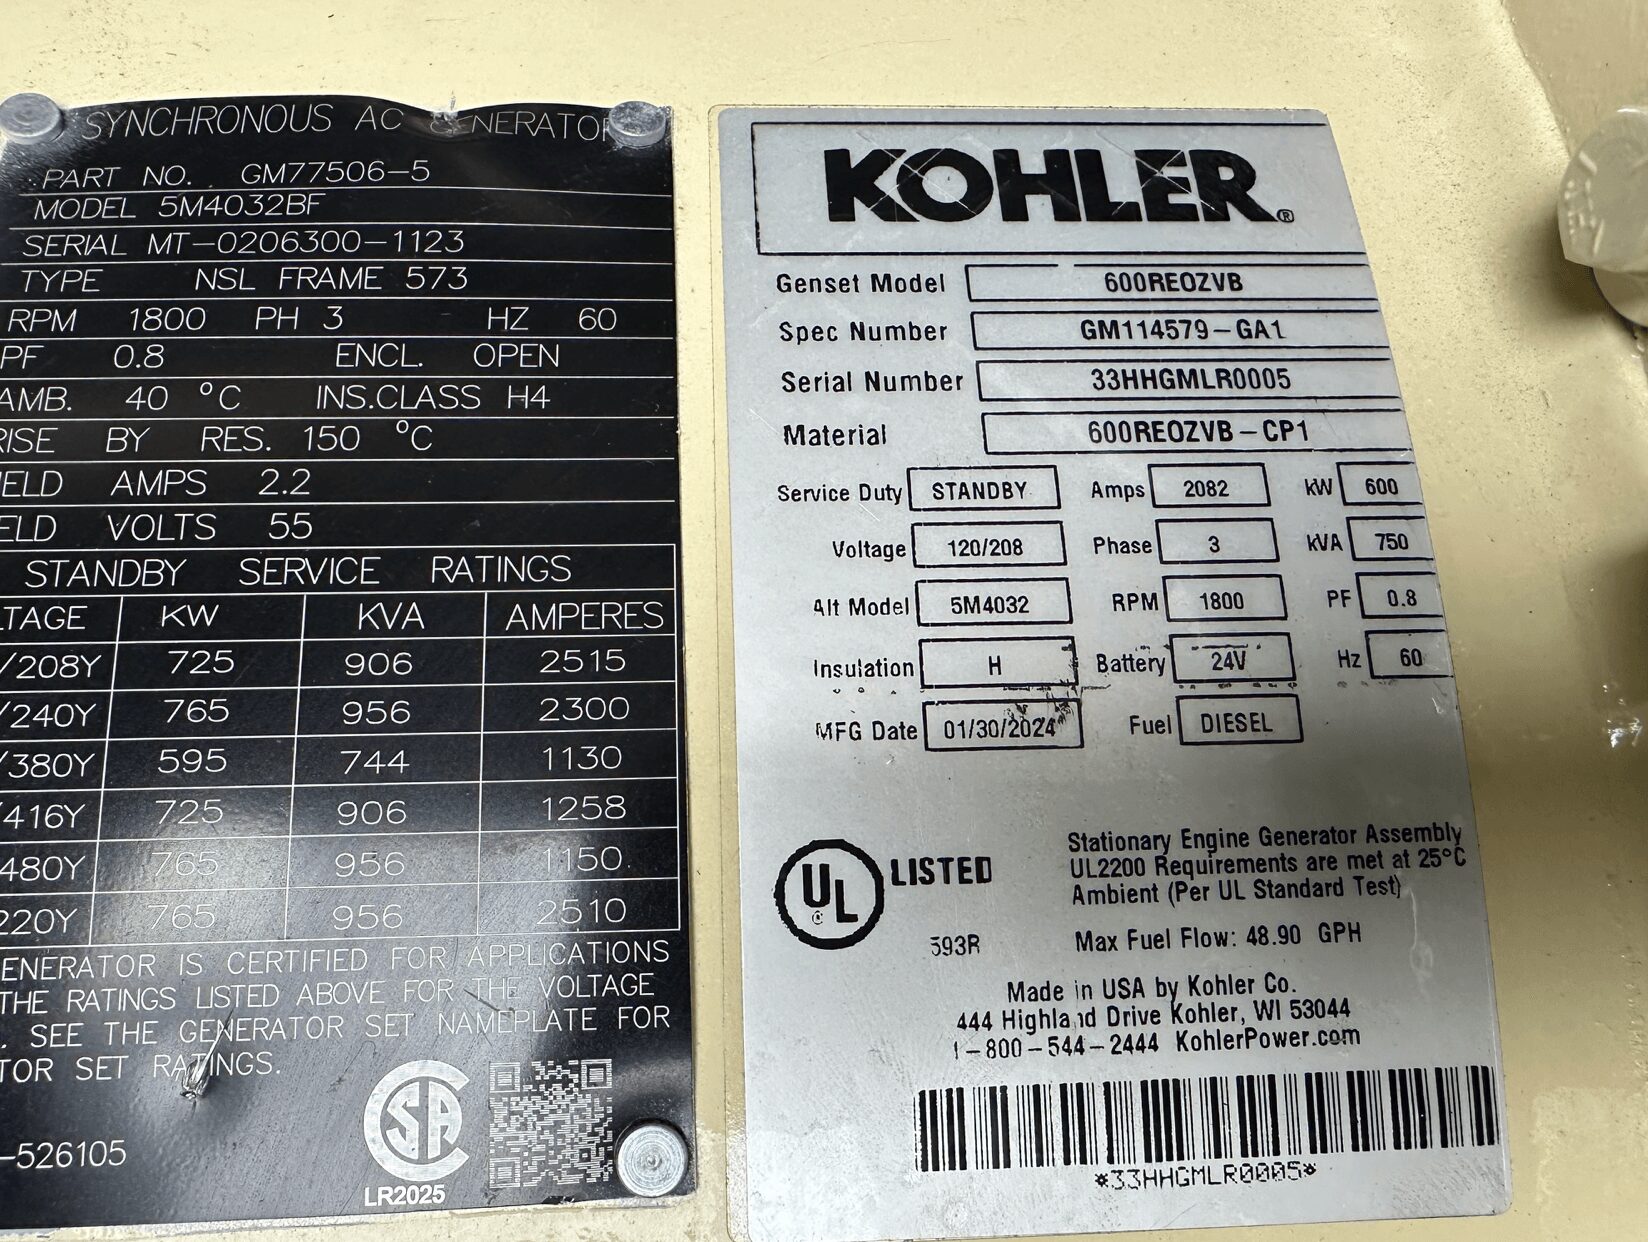 SYNCHRONOUS AC GENERATOR
PART NO. GM77506-5
MODEL 5M4032BF
SERIAL MT-0206300-1123
TYPE NSL FRAME 573
RPM 1800 PH 3 HZ 60
PF 0.8 ENCL. OPEN
AMB. 40 °C INS.CLASS H4
RISE BY RES. 150 °C
IELD AMPS 2.2
ELD VOLTS 55
STANDBY SERVICE RATINGS
LTAGE KW KVA AMPERES
/208Y 725 906 2515
/240Y 765 956 2300
/380Y 595 744 1130
/416Y 725 906 1258
480Y 765 956 1150
220Y 765 956 2510
ENERATOR IS CERTIFIED FOR APPLICATIONS
THE RATINGS LISTED ABOVE FOR THE VOLTAGE
. SEE THE GENERATOR SET NAMEPLATE FOR
TOR SET RATINGS.
-526105
SA
LR2025
KOHLER®
Genset Model 600REOZVB
Spec Number GM114579-GA1
Serial Number 33HHGMLR0005
Material 600REOZVB-CP1
Service Duty STANDBY Amps 2082 kW 600
Voltage 120/208 Phase 3 kVA 750
Alt Model 5M4032 RPM 1800 PF 0.8
Insulation H Battery 24V Hz 60
MFG Date 01/30/2024 Fuel DIESEL
UL LISTED
593R
Stationary Engine Generator Assembly
UL2200 Requirements are met at 25°C
Ambient (Per UL Standard Test)
Max Fuel Flow: 48.90 GPH
Made in USA by Kohler Co.
444 Highland Drive Kohler, WI 53044
1-800-544-2444 KohlerPower.com
*33HHGMLR0005*